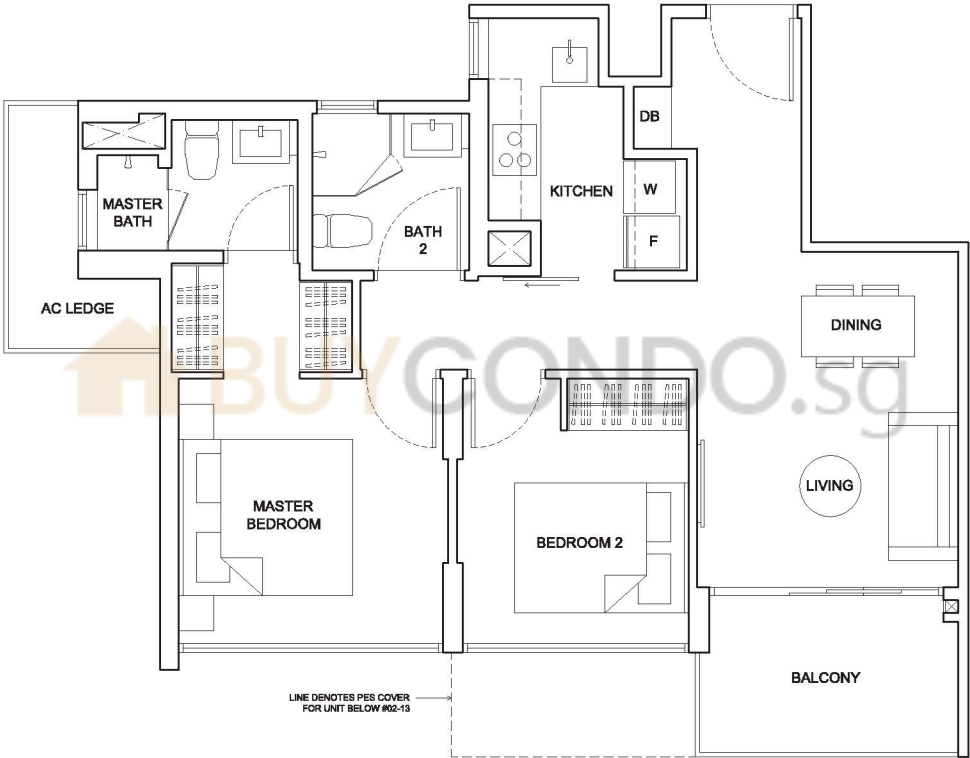 DB
KITCHEN
W
MASTER
BATH
BATH
2
F
AC LEDGE
DINING
BUYCONDO.sg
LIVING
MASTER
BEDROOM
BEDROOM 2
BALCONY
LINE DENOTES PES COVER
FOR UNIT BELOW #02-13